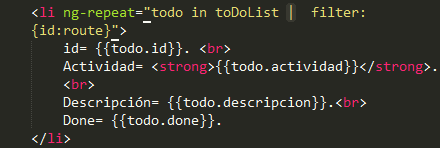 <li ng-repeat="todo in toDoList |  filter:
{id:route}">
id= {{todo.id}}. <br>
Actividad= <strong>{{todo.actividad}}</strong>.
<br>
Descripción= {{todo.descripcion}}.<br>
Done= {{todo.done}}.
</li>